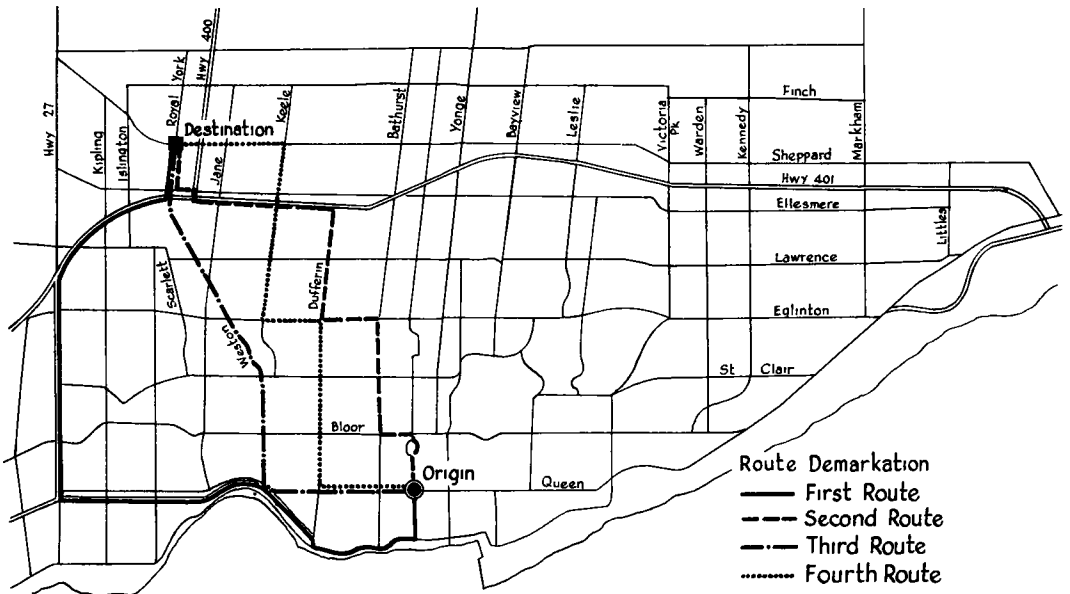 Hwy 27
Kipling
Islington
Royal York
Hwy 400
Jane
Keele
Bathurst
Yonge
Bayview
Leslie
Victoria Pk
Warden
Kennedy
Markham
Finch
Destination
Sheppard
Hwy 401
Ellesmere
Littles
Lawrence
Scarlett
Dufferin
Eglinton
Weston
St Clair
Bloor
Origin
Queen
Route Demarkation
First Route
Second Route
Third Route
Fourth Route